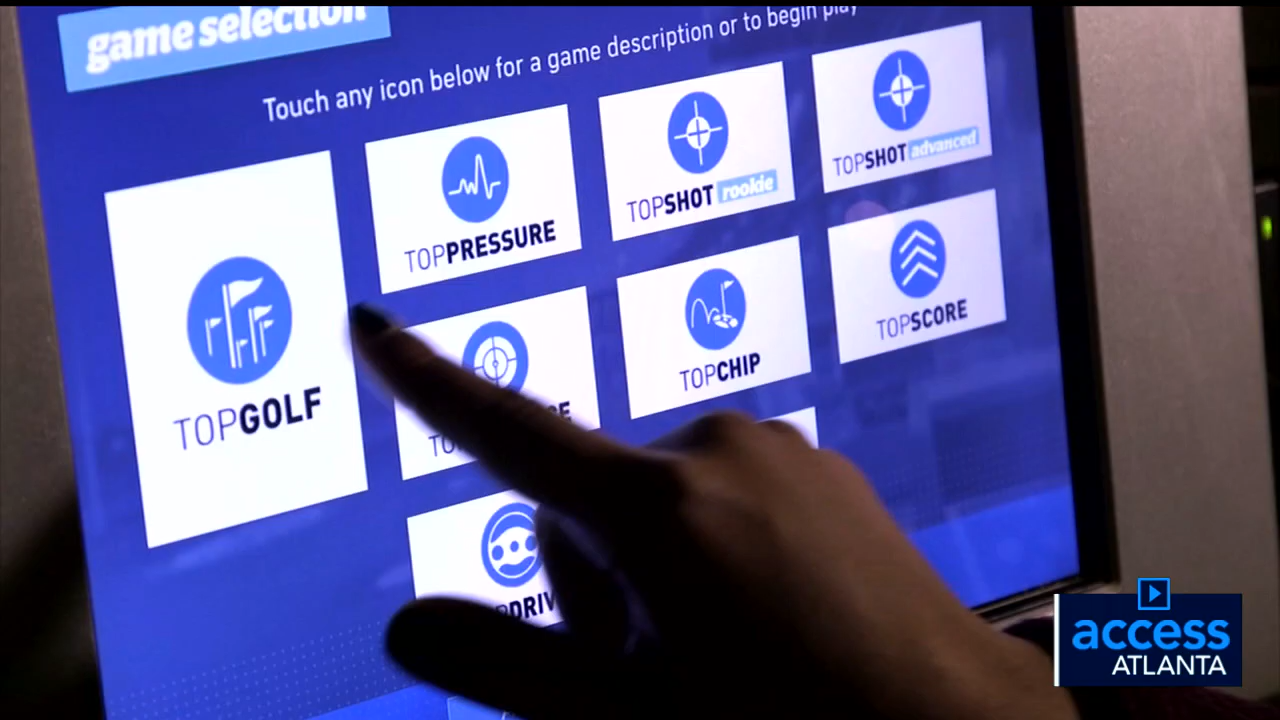 game selection
Touch any icon below for a game description or to begin play
TOPGOLF
TOPPRESSURE
TOPSHOT rookie
TOPSHOT advanced
TOPCHIP
TOPSCORE
access
ATLANTA